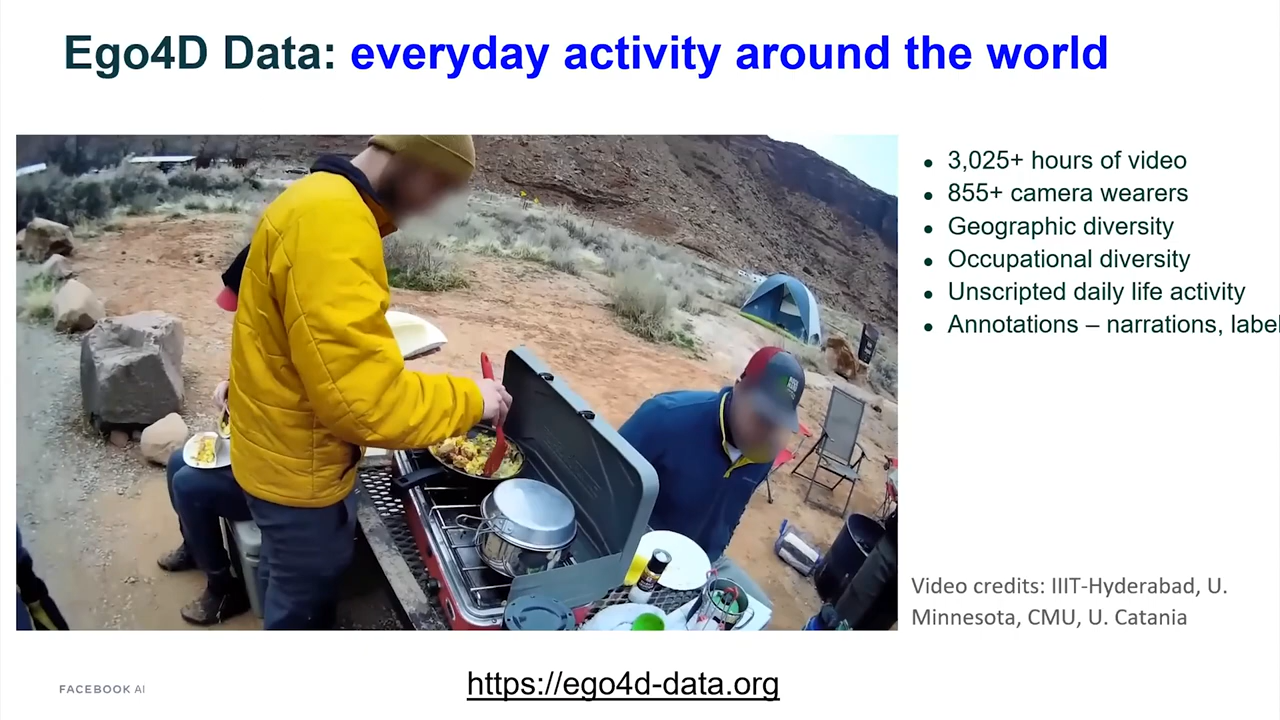 Ego4D Data: everyday activity around the world
• 3,025+ hours of video
• 855+ camera wearers
• Geographic diversity
• Occupational diversity
• Unscripted daily life activity
• Annotations – narrations, label
Video credits: IIIT-Hyderabad, U.
Minnesota, CMU, U. Catania
FACEBOOK AI
https://ego4d-data.org